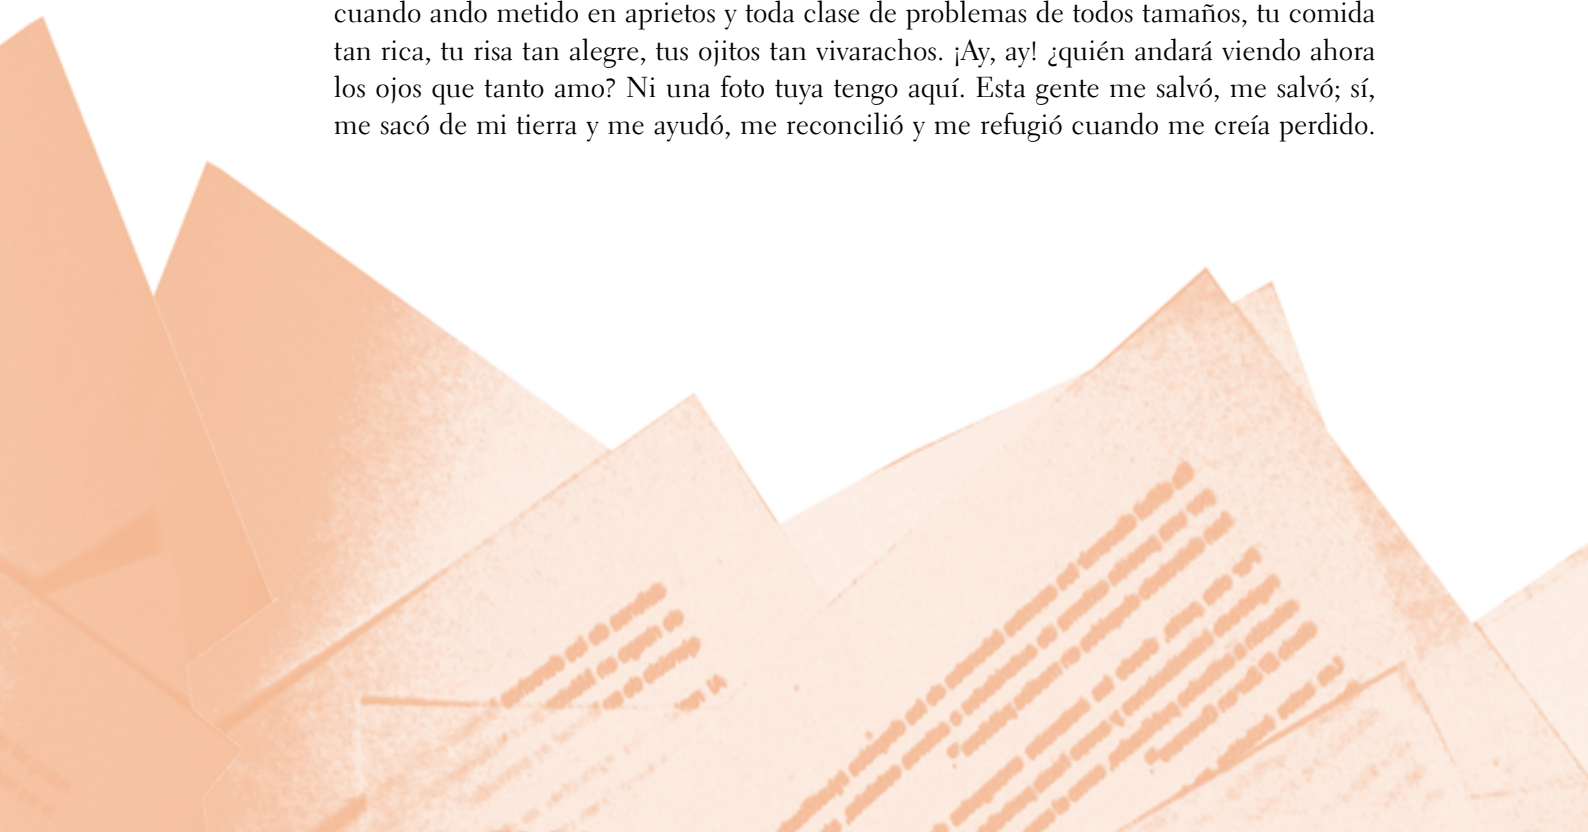 cuando ando metido en aprietos y toda clase de problemas de todos tamaños, tu comida
tan rica, tu risa tan alegre, tus ojitos tan vivarachos. ¡Ay, ay! ¿quién andará viendo ahora
los ojos que tanto amo? Ni una foto tuya tengo aquí. Esta gente me salvó, me salvó; sí,
me sacó de mi tierra y me ayudó, me reconcilió y me refugió cuando me creía perdido.